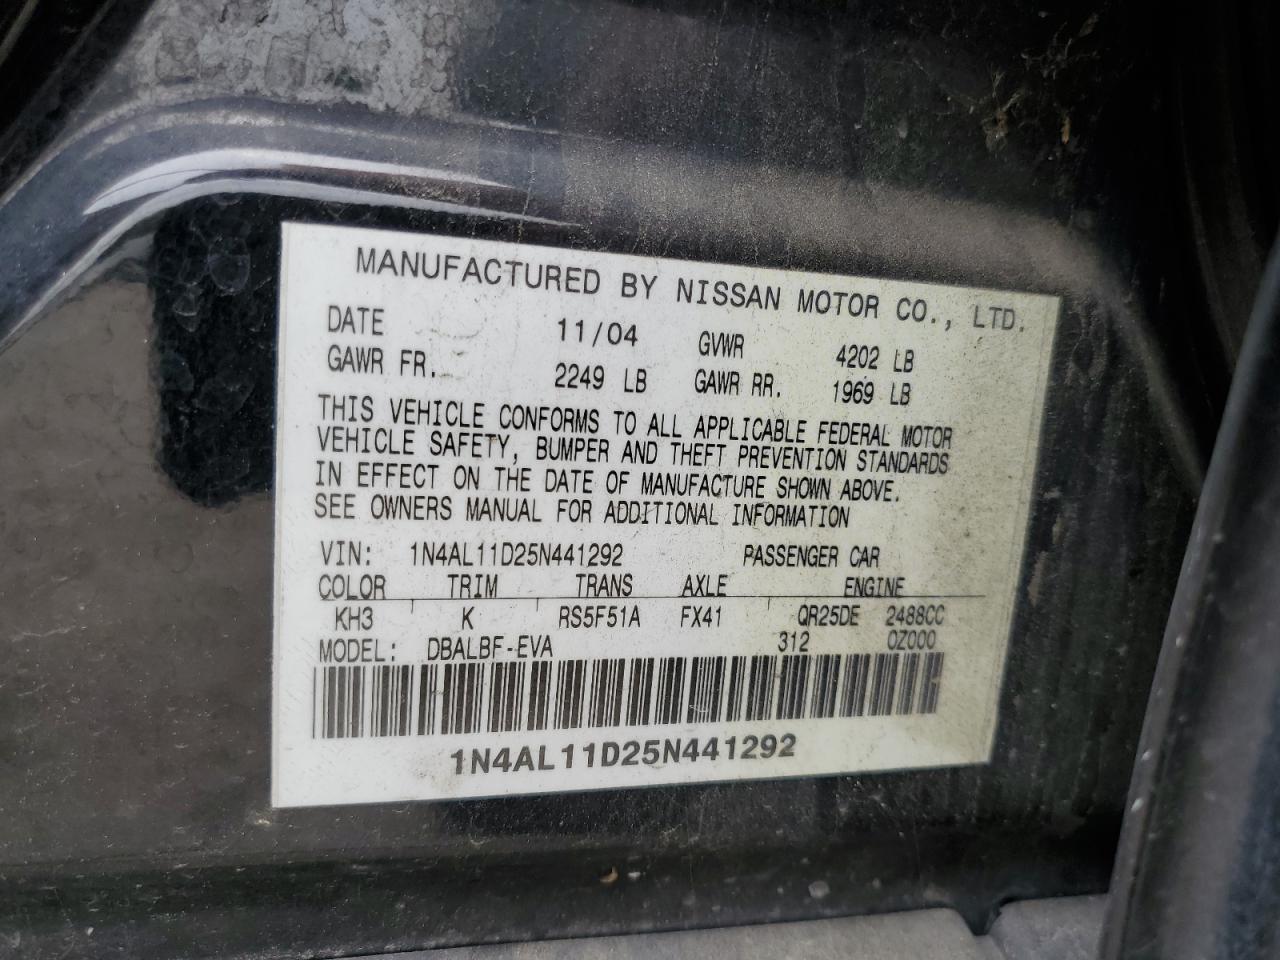 MANUFACTURED BY NISSAN MOTOR CO., LTD.
DATE 11/04 GVWR 4202 LB
GAWR FR. 2249 LB GAWR RR. 1969 LB
THIS VEHICLE CONFORMS TO ALL APPLICABLE FEDERAL MOTOR
VEHICLE SAFETY, BUMPER AND THEFT PREVENTION STANDARDS
IN EFFECT ON THE DATE OF MANUFACTURE SHOWN ABOVE.
SEE OWNERS MANUAL FOR ADDITIONAL INFORMATION
VIN: 1N4AL11D25N441292 PASSENGER CAR
COLOR TRIM TRANS AXLE ENGINE
KH3 K RS5F51A FX41 QR25DE 2488CC
MODEL: DBALBF-EVA 312 0Z000
1N4AL11D25N441292